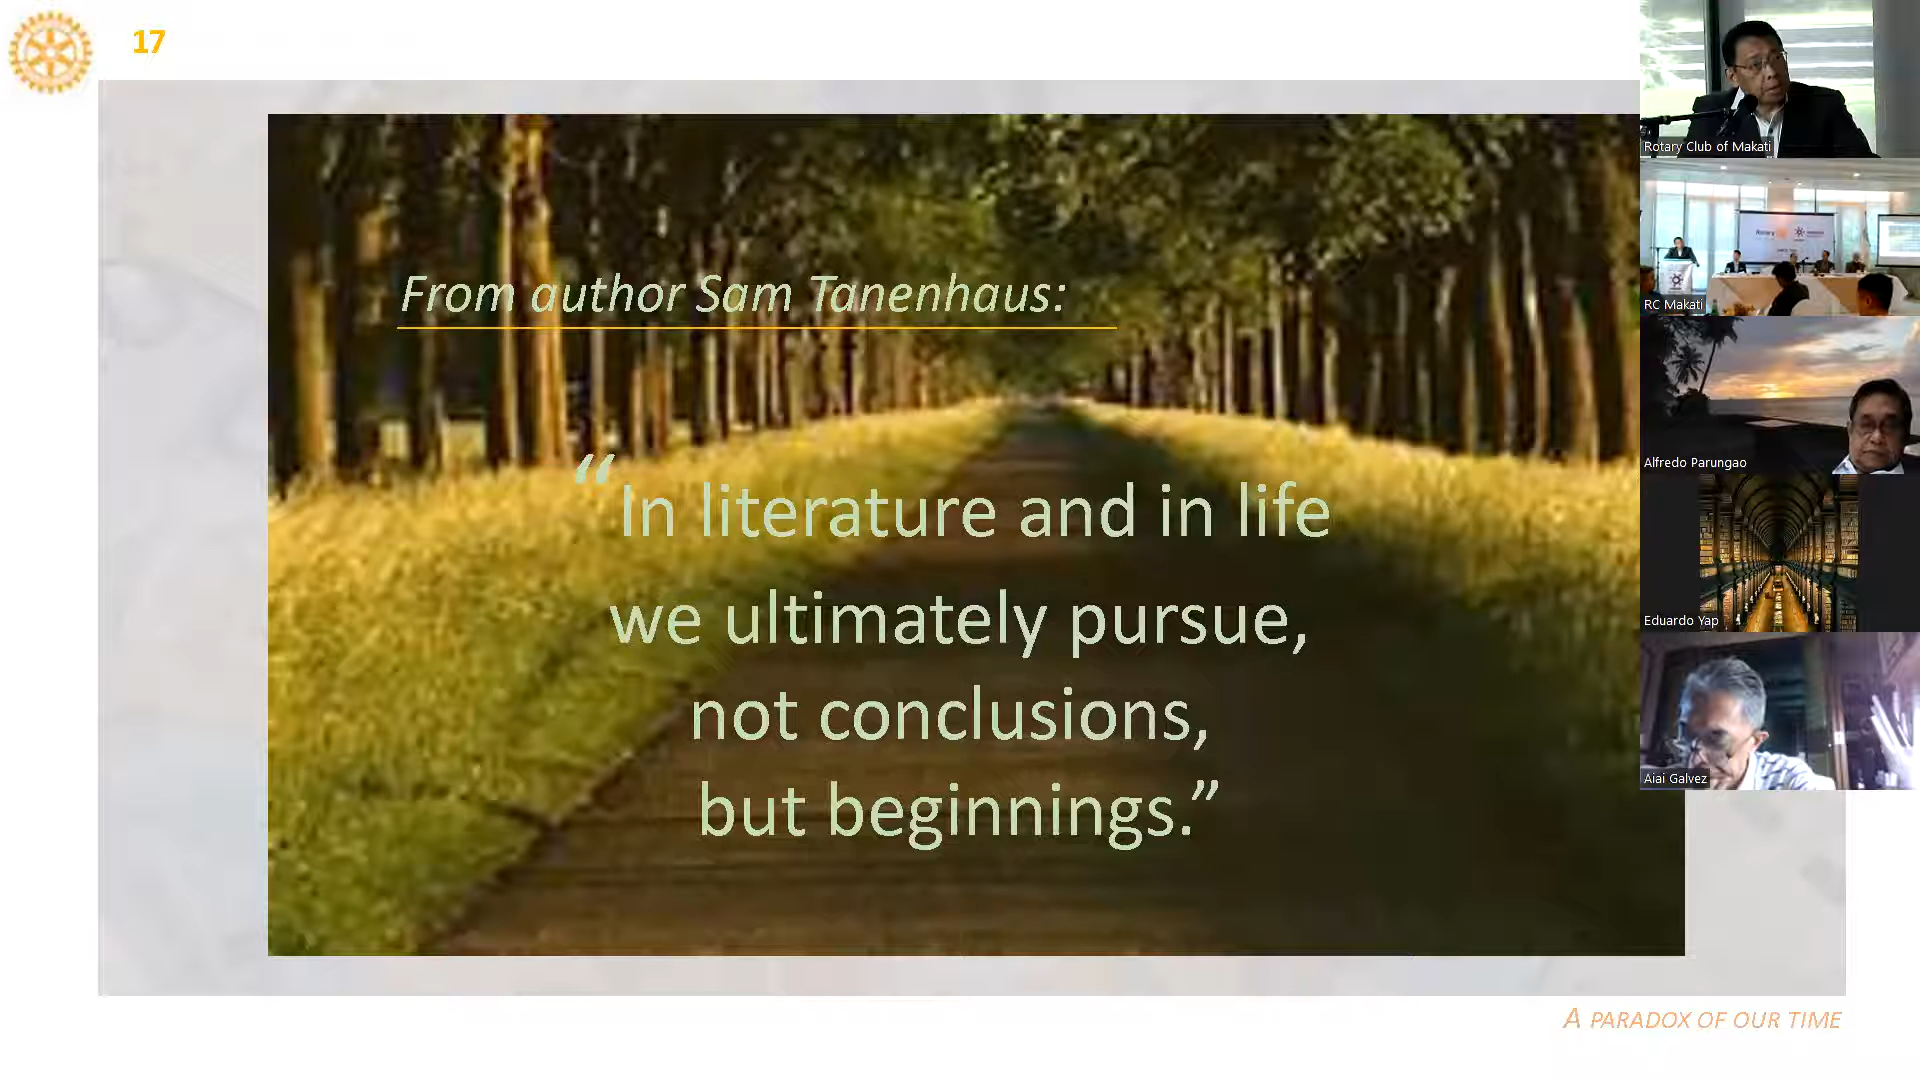 17
From author Sam Tanenhaus:
“In literature and in life
we ultimately pursue,
not conclusions,
but beginnings.”
A PARADOX OF OUR TIME
Rotary Club of Makati
Rotary
RC Makati
Alfredo Parungao
Eduardo Yap
Aiai Galvez